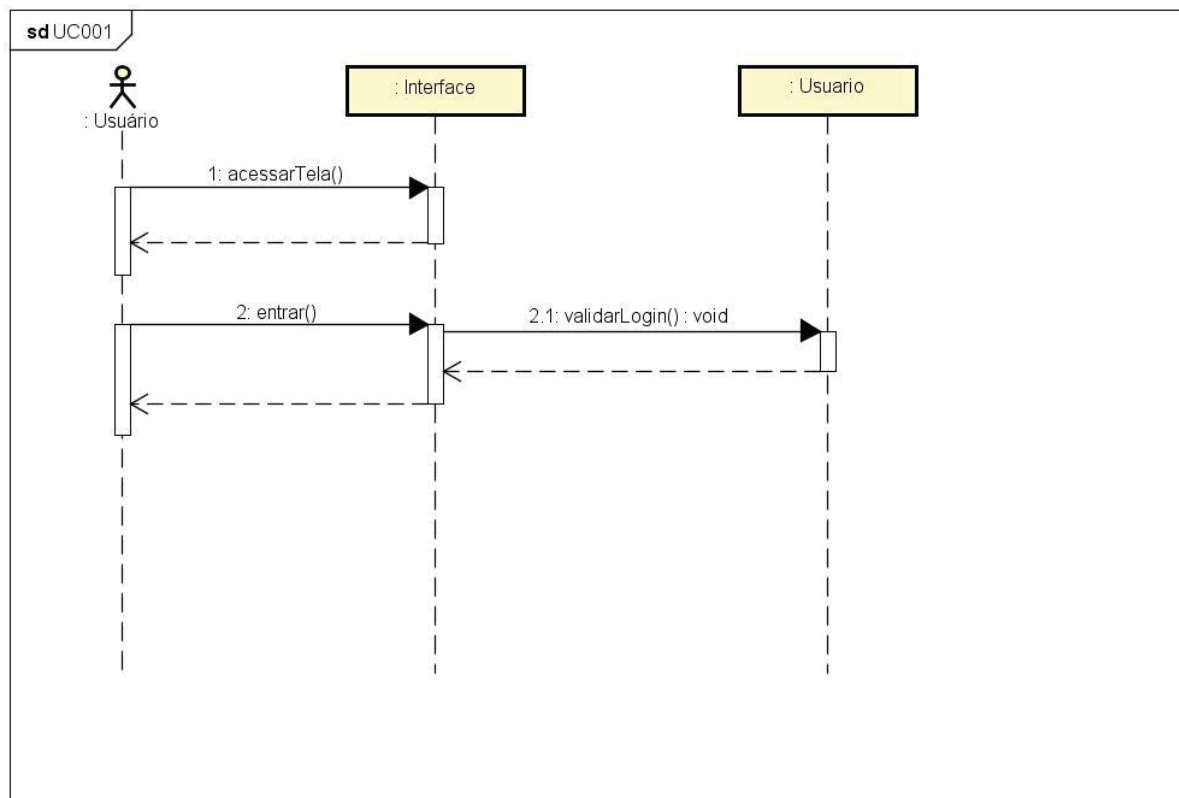 sd UC001
: Usuário
: Interface
: Usuario
1: acessarTela()
2: entrar()
2.1: validarLogin() : void